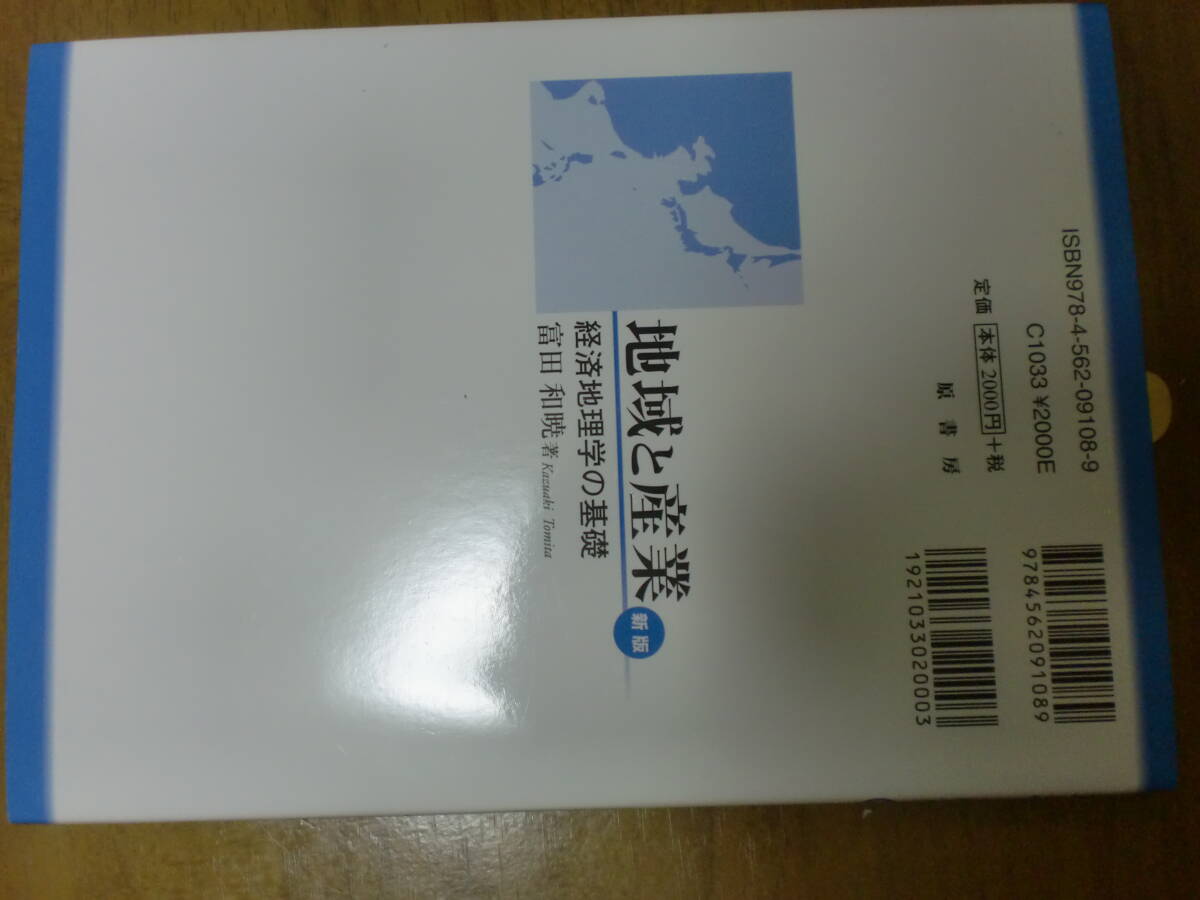 地域と産業
新版
経済地理学の基礎
富田 和暁 著 Kazuaki Tomita
ISBN978-4-562-09108-9
C1033 ¥2000E
定価 本体 2000円 +税
原 書 房
9784562091089
1921033020003